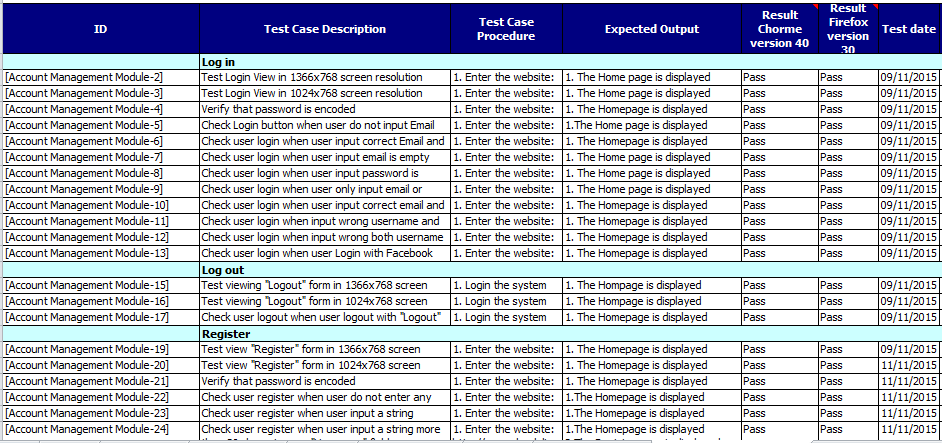 ID Test Case Description Test Case Procedure Expected Output Result Chorme version 40 Result Firefox version 30 Test date
Log in
[Account Management Module-2] Test Login View in 1366x768 screen resolution 1. Enter the website: 1. The Home page is displayed Pass Pass 09/11/2015
[Account Management Module-3] Test Login View in 1024x768 screen resolution 1. Enter the website: 1. The Home page is displayed Pass Pass 09/11/2015
[Account Management Module-4] Verify that password is encoded 1. Enter the website: 1. The Homepage is displayed Pass Pass 09/11/2015
[Account Management Module-5] Check Login button when user do not input Email 1. Enter the website: 1.The Home page is displayed Pass Pass 09/11/2015
[Account Management Module-6] Check user login when user input correct Email and 1. Enter the website: 1. The Home page is displayed Pass Pass 09/11/2015
[Account Management Module-7] Check user login when user input email is empty 1. Enter the website: 1. The Home page is displayed Pass Pass 09/11/2015
[Account Management Module-8] Check user login when user input password is 1. Enter the website: 1. The Homepage is displayed Pass Pass 09/11/2015
[Account Management Module-9] Check user login when user only input email or 1. Enter the website: 1. The Homepage is displayed Pass Pass 09/11/2015
[Account Management Module-10] Check user login when user input correct email and 1. Enter the website: 1. The Homepage is displayed Pass Pass 09/11/2015
[Account Management Module-11] Check user login when input wrong username and 1. Enter the website: 1. The Homepage is displayed Pass Pass 09/11/2015
[Account Management Module-12] Check user login when input wrong both username 1. Enter the website: 1. The Homepage is displayed Pass Pass 09/11/2015
[Account Management Module-13] Check user login when user Login with Facebook 1. Enter the website: 1. The Homepage is displayed Pass Pass 09/11/2015
Log out
[Account Management Module-15] Test viewing "Logout" form in 1366x768 screen 1. Login the system 1. The Hompage is displayed Pass Pass 09/11/2015
[Account Management Module-16] Test viewing "Logout" form in 1024x768 screen 1. Login the system 1. The Homepage is displayed Pass Pass 09/11/2015
[Account Management Module-17] Check user logout when user logout with "Logout" 1. Login the system 1. The Homepage is displayed Pass Pass 09/11/2015
Register
[Account Management Module-19] Test view "Register" form in 1366x768 screen 1. Enter the website: 1. The Homepage is displayed Pass Pass 09/11/2015
[Account Management Module-20] Test view "Register" form in 1024x768 screen 1. Enter the website: 1. The Homepage is displayed Pass Pass 11/11/2015
[Account Management Module-21] Verify that password is encoded 1. Enter the website: 1. The Homepage is displayed Pass Pass 11/11/2015
[Account Management Module-22] Check user register when user do not enter any 1. Enter the website: 1.The Homepage is displayed Pass Pass 11/11/2015
[Account Management Module-23] Check user register when user input a string 1. Enter the website: 1.The Homepage is displayed Pass Pass 11/11/2015
[Account Management Module-24] Check user register when user input a string more 1. Enter the website: 1.The Homepage is displayed Pass Pass 11/11/2015